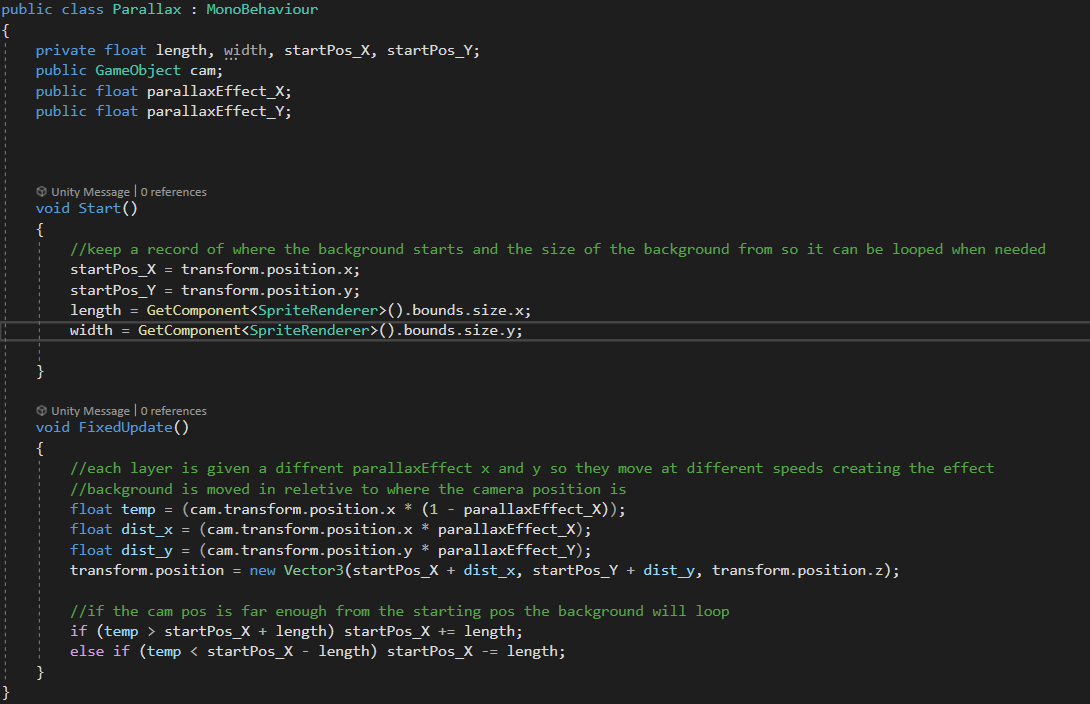 public class Parallax : MonoBehaviour
{
private float length, width, startPos_X, startPos_Y;
public GameObject cam;
public float parallaxEffect_X;
public float parallaxEffect_Y;
Unity Message | 0 references
void Start()
{
//keep a record of where the background starts and the size of the background from so it can be looped when needed
startPos_X = transform.position.x;
startPos_Y = transform.position.y;
length = GetComponent<SpriteRenderer>().bounds.size.x;
width = GetComponent<SpriteRenderer>().bounds.size.y;
}
Unity Message | 0 references
void FixedUpdate()
{
//each layer is given a diffrent parallaxEffect x and y so they move at different speeds creating the effect
//background is moved in reletive to where the camera position is
float temp = (cam.transform.position.x * (1 - parallaxEffect_X));
float dist_x = (cam.transform.position.x * parallaxEffect_X);
float dist_y = (cam.transform.position.y * parallaxEffect_Y);
transform.position = new Vector3(startPos_X + dist_x, startPos_Y + dist_y, transform.position.z);
//if the cam pos is far enough from the starting pos the background will loop
if (temp > startPos_X + length) startPos_X += length;
else if (temp < startPos_X - length) startPos_X -= length;
}
}